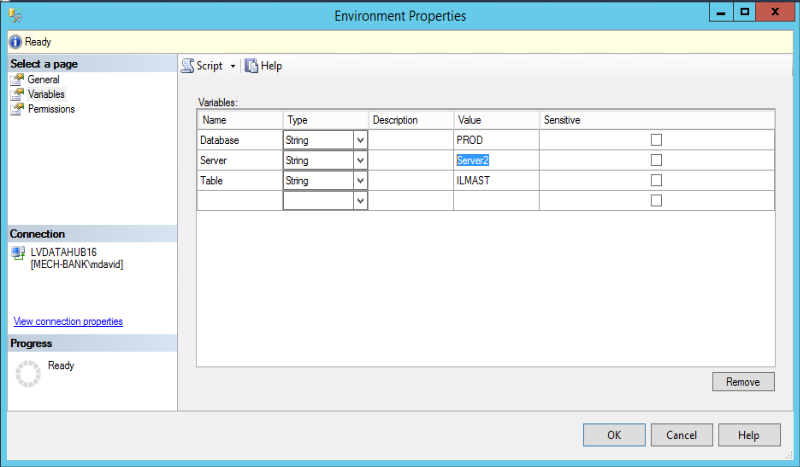 Environment Properties
Ready
Select a page
General
Variables
Permissions
Script Help
Variables:
Name Type Description Value Sensitive
Database String PROD
Server String Server2
Table String ILMAST
Connection
LVDATAHUB16
[MECH-BANK\mdavid]
View connection properties
Progress
Ready
Remove
OK Cancel Help